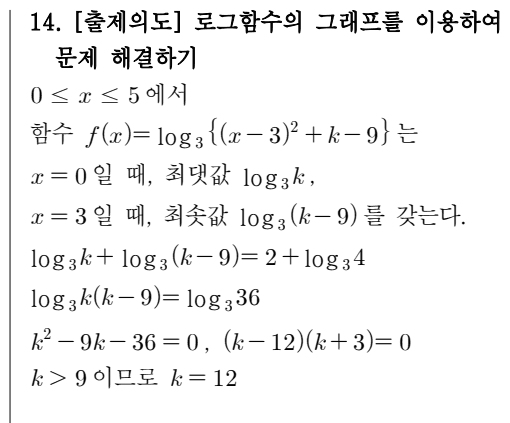 14. [출제의도] 로그함수의 그래프를 이용하여
문제 해결하기
0 ≤ x ≤ 5에서
함수 f(x)= log₃{(x−3)²+k−9}는
x=0일 때, 최댓값 log₃k,
x=3일 때, 최솟값 log₃(k−9)를 갖는다.
log₃k+ log₃(k−9)= 2+log₃4
log₃k(k−9)= log₃36
k²−9k−36=0, (k−12)(k+3)=0
k>9이므로 k=12